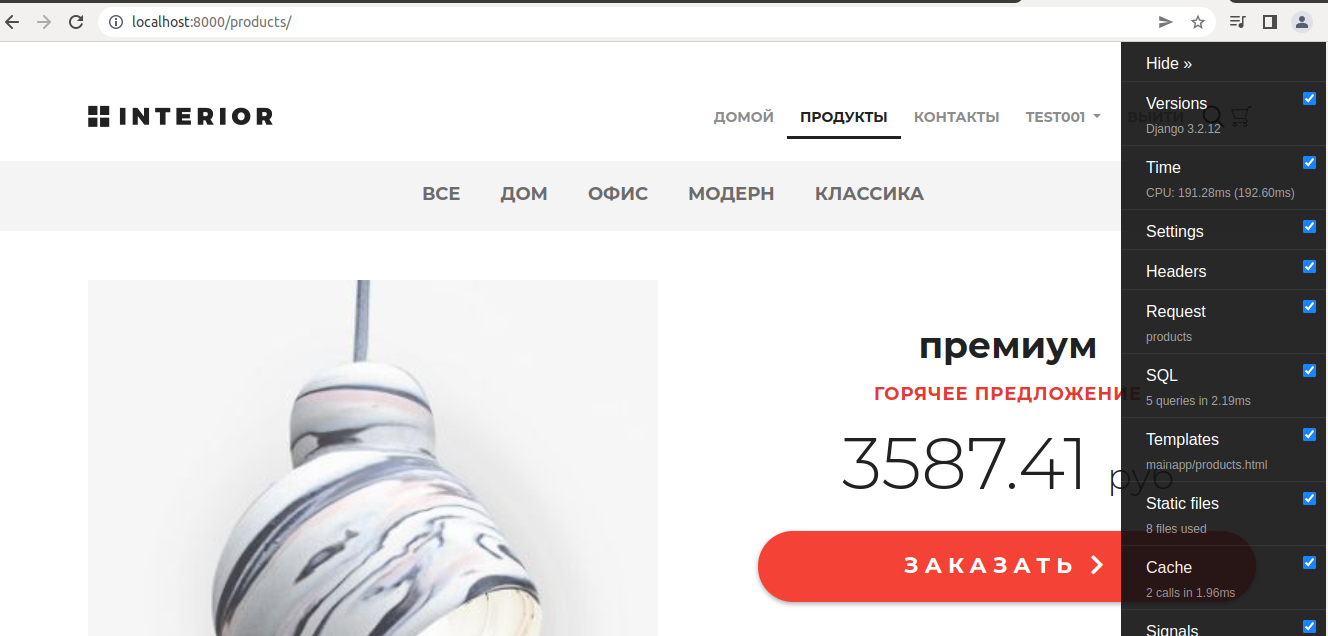 localhost:8000/products/
Hide »
INTERIOR
ДОМОЙ ПРОДУКТЫ КОНТАКТЫ TEST001 ВЫЙТИ
Versions
Django 3.2.12
Time
CPU: 191.28ms (192.60ms)
ВСЕ ДОМ ОФИС МОДЕРН КЛАССИКА
Settings
Headers
Request
products
премиум
ГОРЯЧЕЕ ПРЕДЛОЖЕНИЕ
3587.41 руб
ЗАКАЗАТЬ
SQL
5 queries in 2.19ms
Templates
mainapp/products.html
Static files
8 files used
Cache
2 calls in 1.96ms
Signals